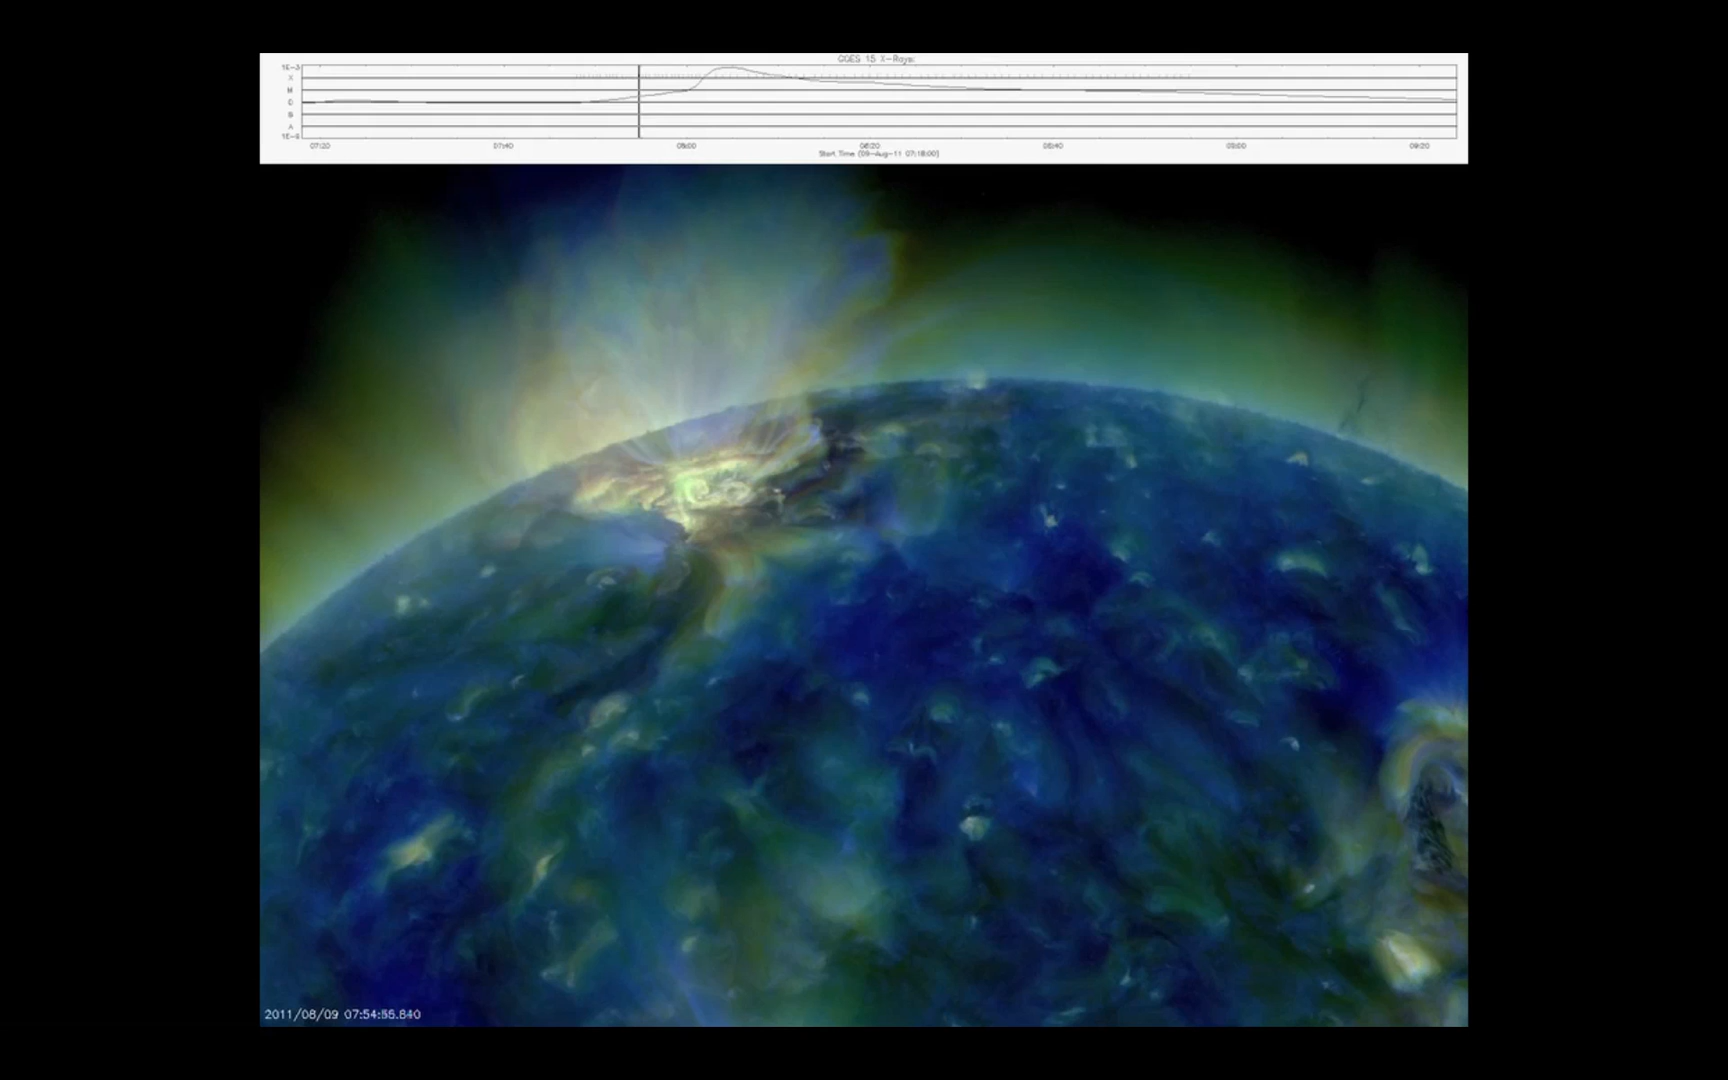 GOES 15 X-Rays:
1E-3
X
M
C
B
A
1E-9
07:20 07:40 08:00 08:20 08:40 09:00 09:20
Start Time (09-Aug-11 07:18:00)
2011/08/09 07:54:55.840